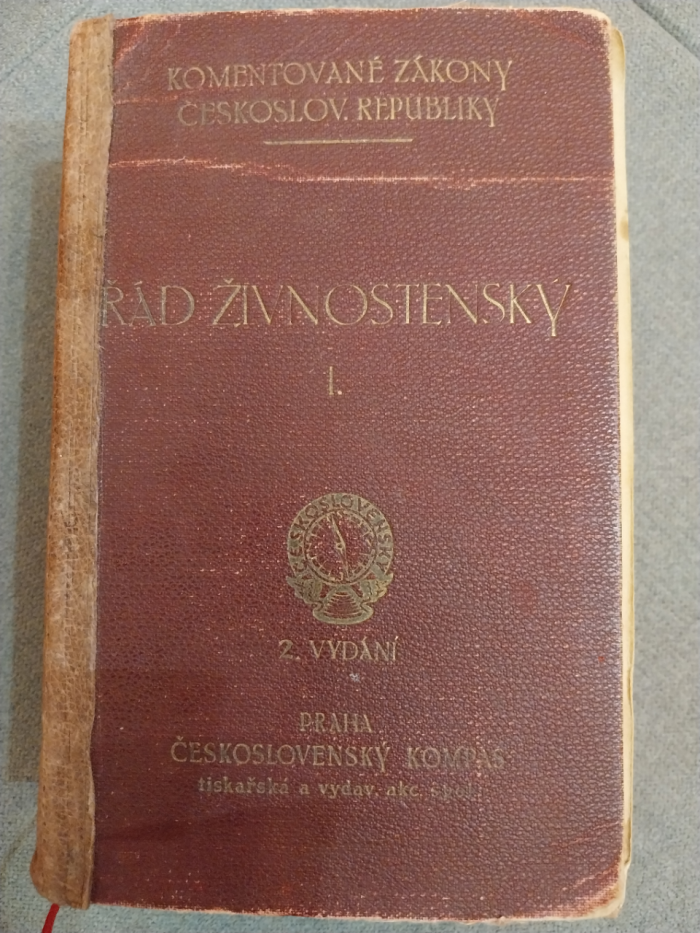 KOMENTOVANÉ ZÁKONY
ČESKOSLOV. REPUBLIKY
ŘÁD ŽIVNOSTENSKÝ
I.
ČESKOSLOVENSKÝ
2. VYDÁNÍ
PRAHA
ČESKOSLOVENSKÝ KOMPAS
tiskařská a vydav. akc. spol.